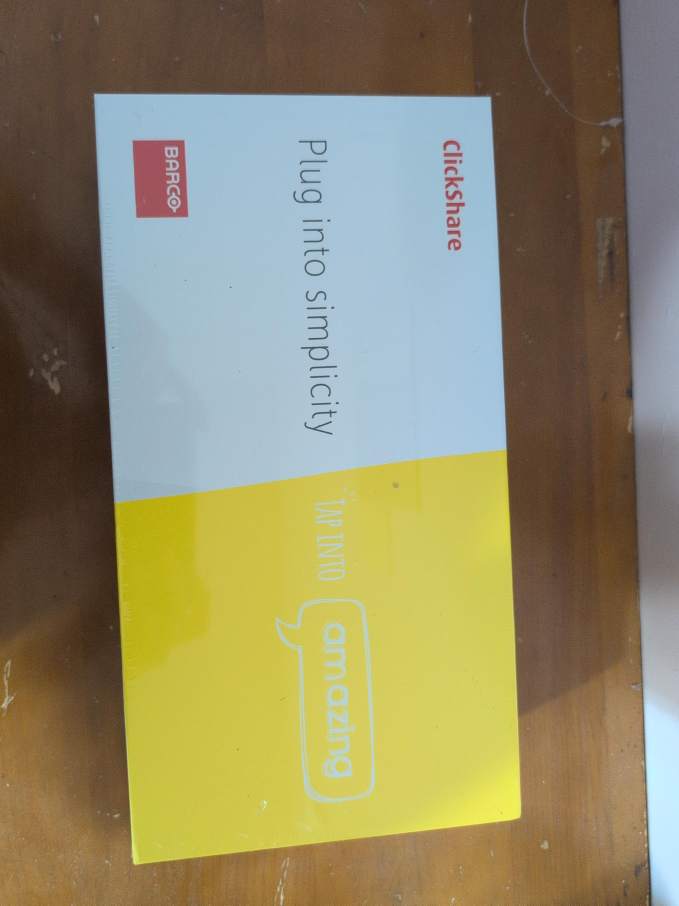 ClickShare
Plug into simplicity
TAP INTO
amazing
BARCO